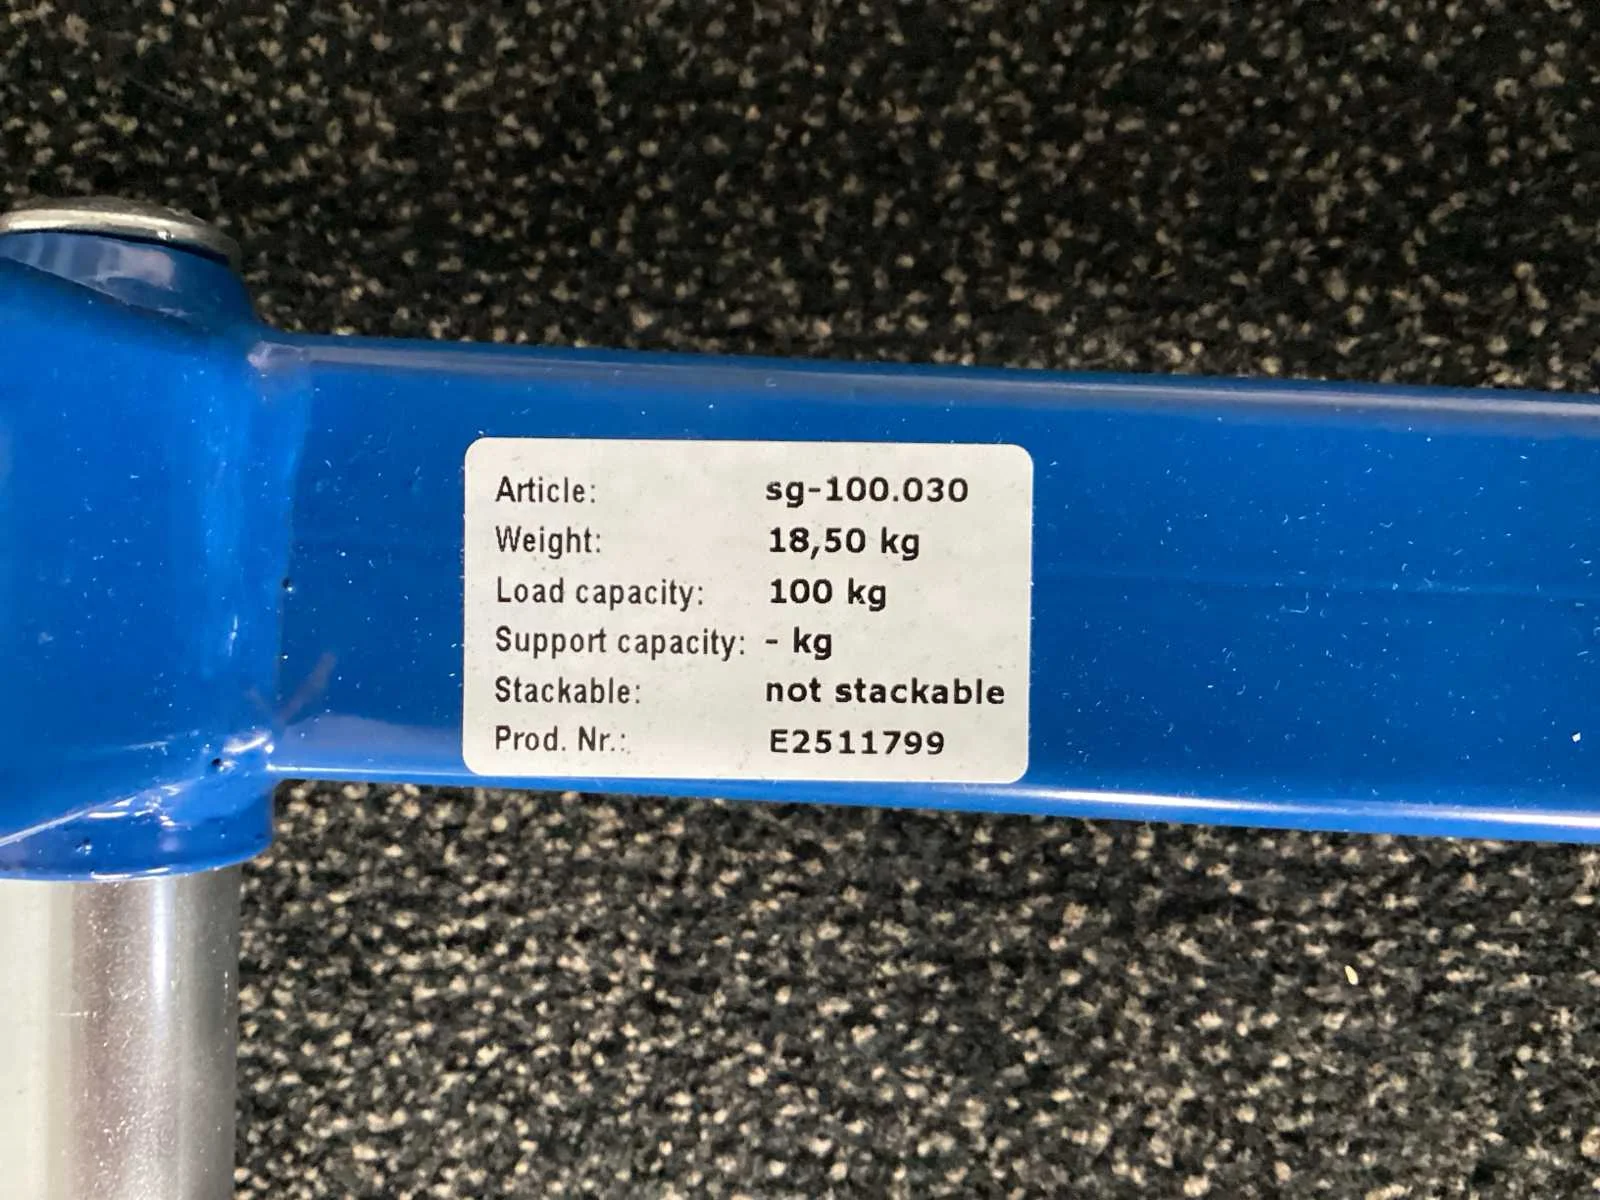 Article: sg-100.030
Weight: 18,50 kg
Load capacity: 100 kg
Support capacity: - kg
Stackable: not stackable
Prod. Nr.: E2511799